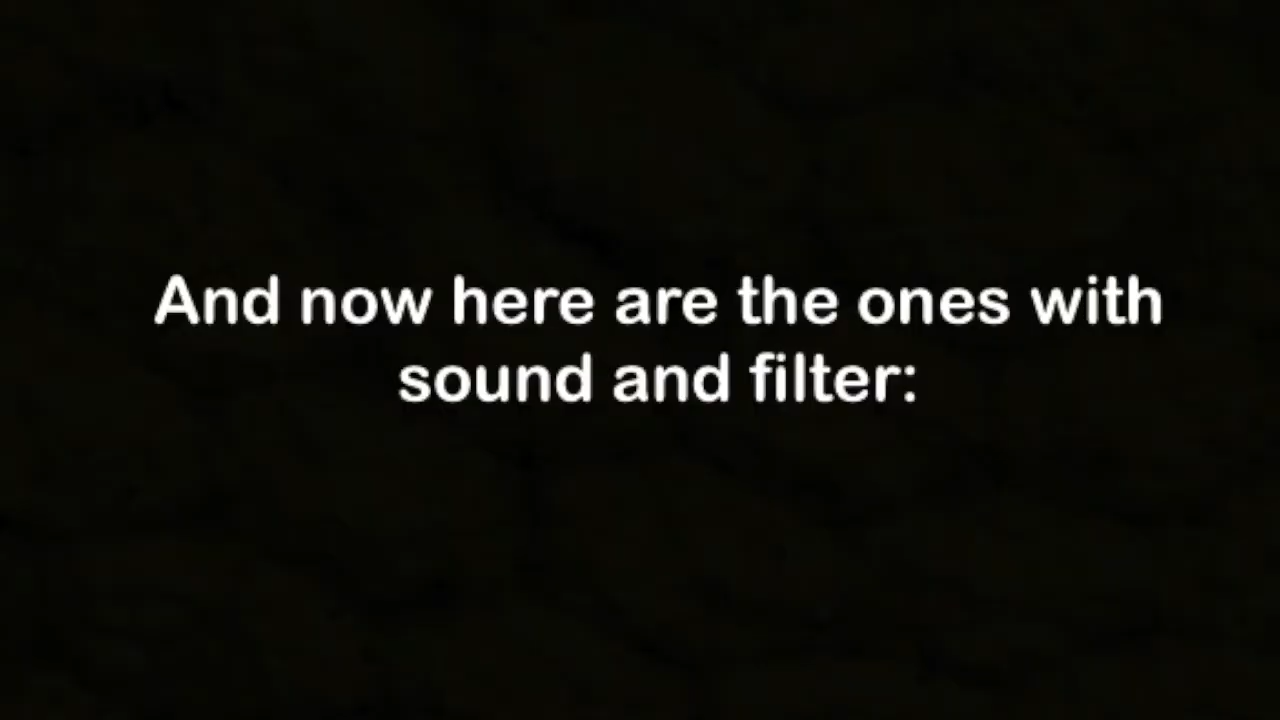 And now here are the ones with
sound and filter: